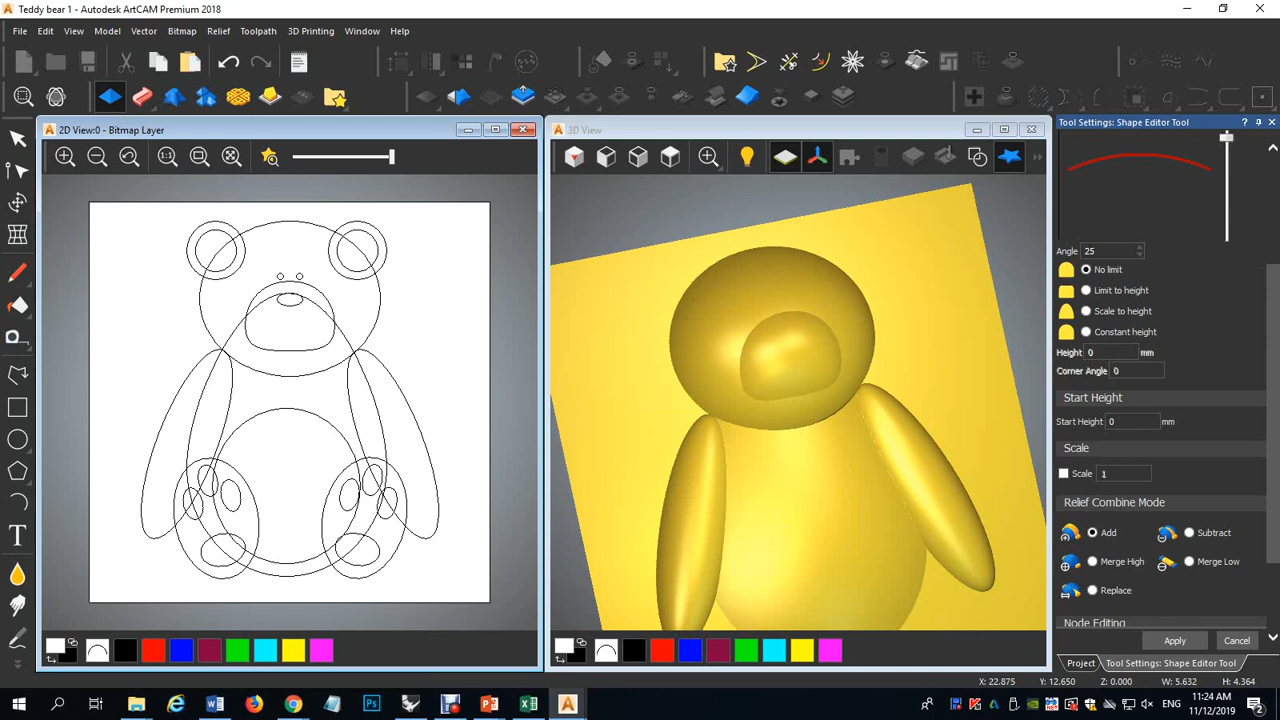 Teddy bear 1 - Autodesk ArtCAM Premium 2018
File Edit View Model Vector Bitmap Relief Toolpath 3D Printing Window Help
2D View:0 - Bitmap Layer
3D View
Tool Settings: Shape Editor Tool
1:1
Angle 25
No limit
Limit to height
Scale to height
Constant height
Height 0 mm
Corner Angle 0
Start Height
Start Height 0 mm
Scale
Scale 1
Relief Combine Mode
Add Subtract
Merge High Merge Low
Replace
Node Editing
Apply Cancel
Project Tool Settings: Shape Editor Tool
X: 22.875 Y: 12.650 Z: 0.000 W: 5.632 H: 4.364
ENG
11:24 AM
11/12/2019
2